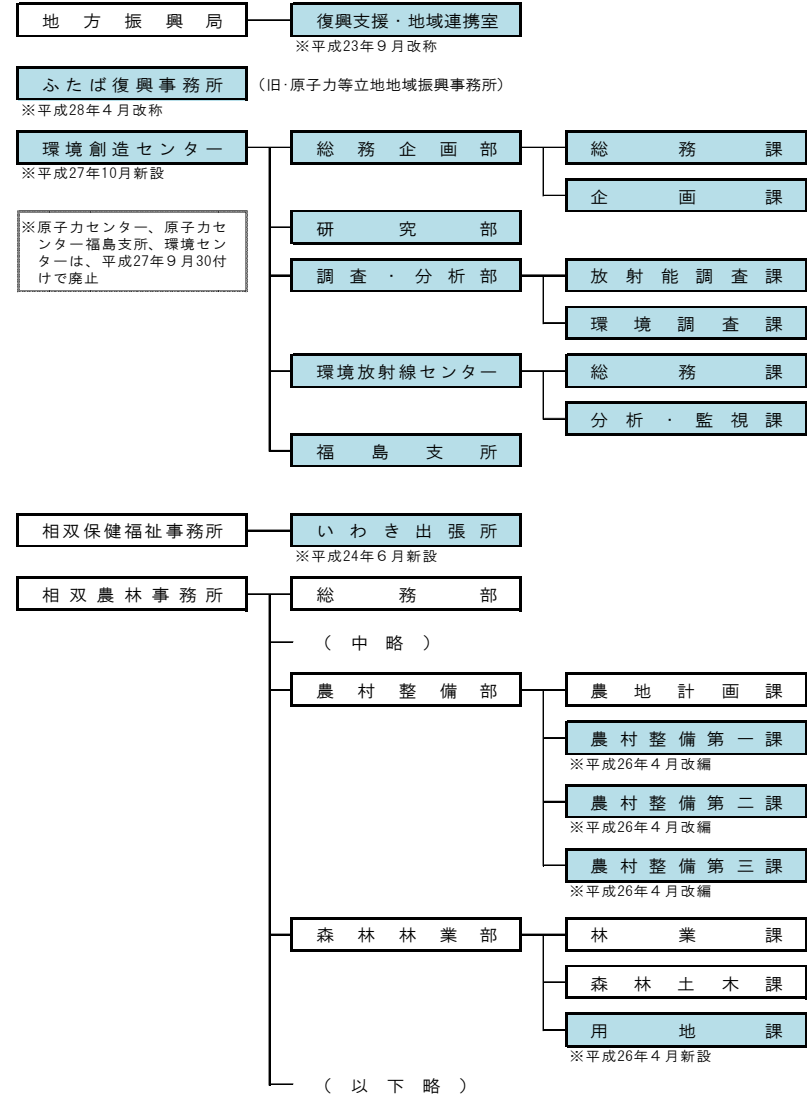 地方振興局 復興支援・地域連携室
※平成23年９月改称
ふたば復興事務所 （旧・原子力等立地地域振興事務所）
※平成28年４月改称
環境創造センター 総務企画部 総務課
※平成27年10月新設
企画課
※原子力センター、原子力セ
ンター福島支所、環境セン
ターは、平成27年９月30付
けで廃止
研究部
調査・分析部 放射能調査課
環境調査課
環境放射線センター 総務課
分析・監視課
福島支所
相双保健福祉事務所 いわき出張所
※平成24年６月新設
相双農林事務所 総務部
（中略）
農村整備部 農地計画課
農村整備第一課
※平成26年４月改編
農村整備第二課
※平成26年４月改編
農村整備第三課
※平成26年４月改編
森林林業部 林業課
森林土木課
用地課
※平成26年４月新設
（以下略）